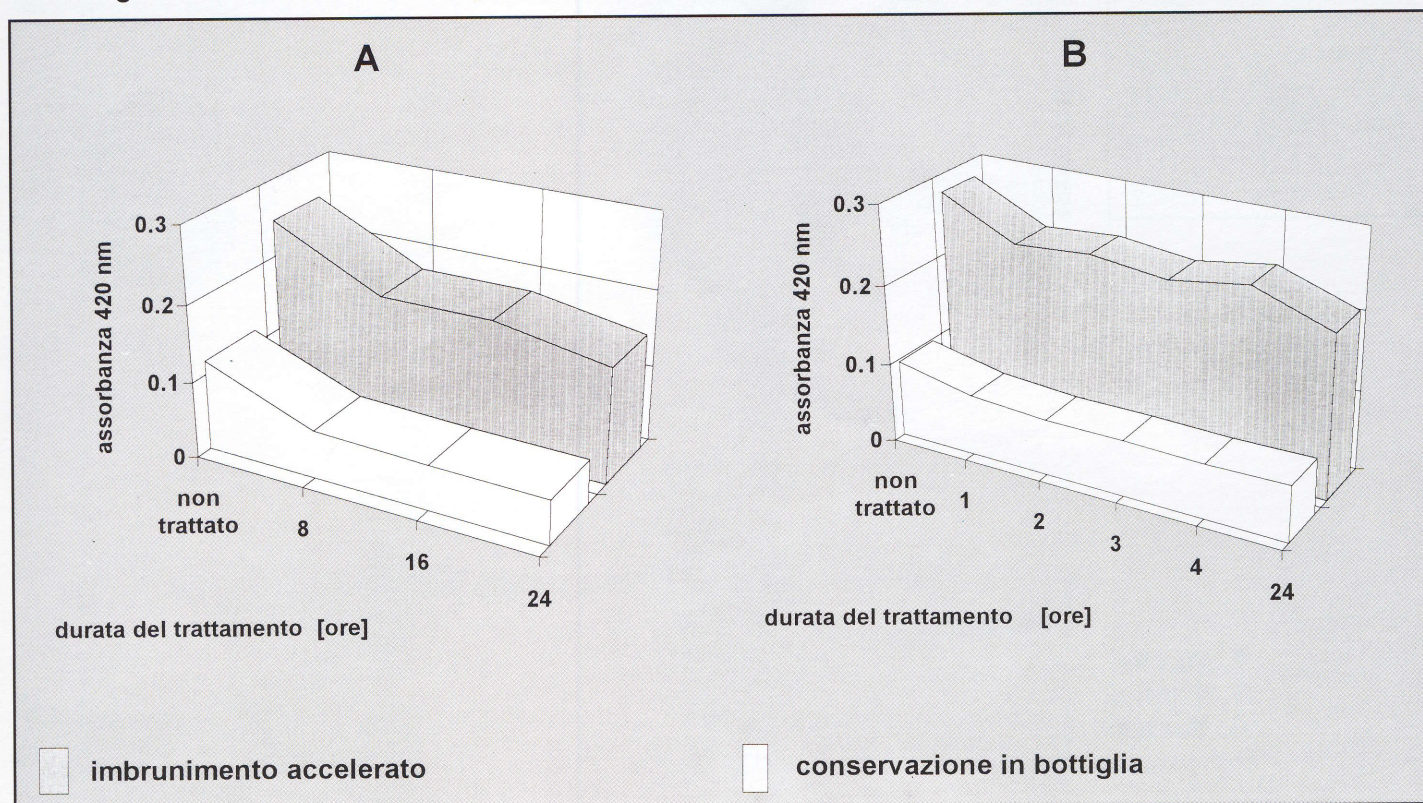 A
B
0.3
0.2
0.1
0
assorbanza 420 nm
non
trattato
8
16
24
durata del trattamento [ore]
0.3
0.2
0.1
0
assorbanza 420 nm
non
trattato
1
2
3
4
24
durata del trattamento [ore]
imbrunimento accelerato
conservazione in bottiglia